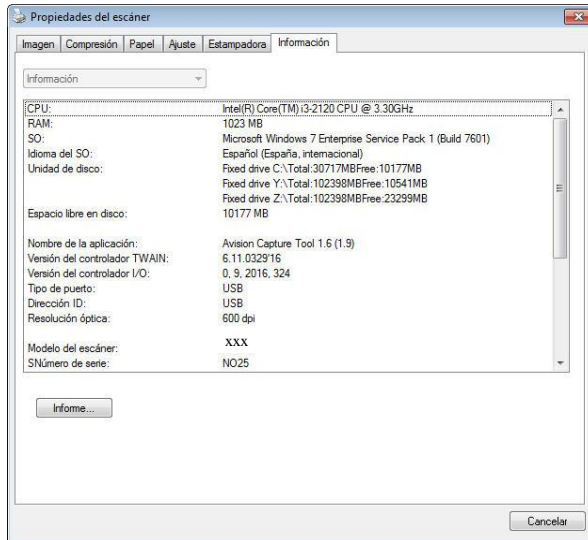 Propiedades del escáner
Imagen Compresión Papel Ajuste Estampadora Información
Información
CPU: Intel(R) Core(TM) i3-2120 CPU @ 3.30GHz
RAM: 1023 MB
SO: Microsoft Windows 7 Enterprise Service Pack 1 (Build 7601)
Idioma del SO: Español (España, internacional)
Unidad de disco: Fixed drive C:\Total:30717MBFree:10177MB
Fixed drive Y:\Total:102398MBFree:10541MB
Fixed drive Z:\Total:102398MBFree:23299MB
Espacio libre en disco: 10177 MB
Nombre de la aplicación: Avision Capture Tool 1.6 (1.9)
Versión del controlador TWAIN: 6.11.0329'16
Versión del controlador I/O: 0, 9, 2016, 324
Tipo de puerto: USB
Dirección ID: USB
Resolución óptica: 600 dpi
Modelo del escáner: XXX
SNúmero de serie: NO25
Informe...
Cancelar